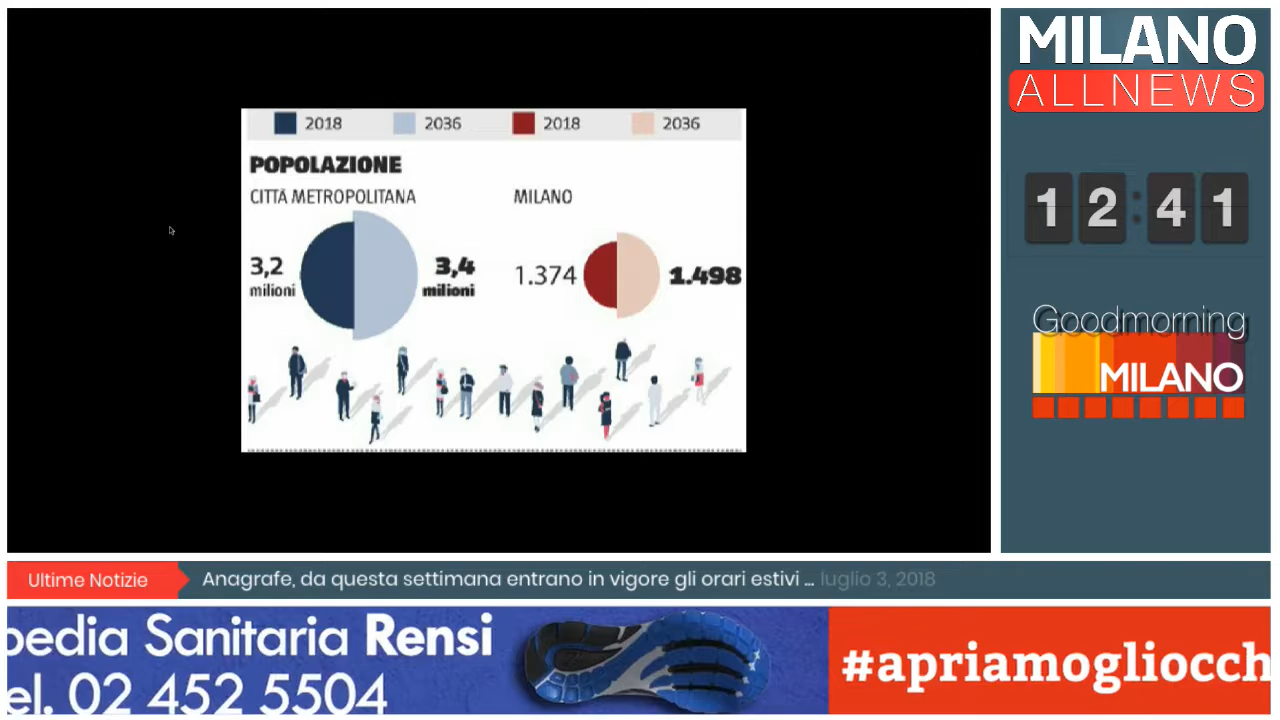 2018 2036 2018 2036
POPOLAZIONE
CITTÀ METROPOLITANA
MILANO
3,2
milioni
3,4
milioni
1.374
1.498
MILANO
ALLNEWS
12:41
Goodmorning
MILANO
Ultime Notizie
Anagrafe, da questa settimana entrano in vigore gli orari estivi ... luglio 3, 2018
pedia Sanitaria Rensi
el. 02 452 5504
#apriamogliocch